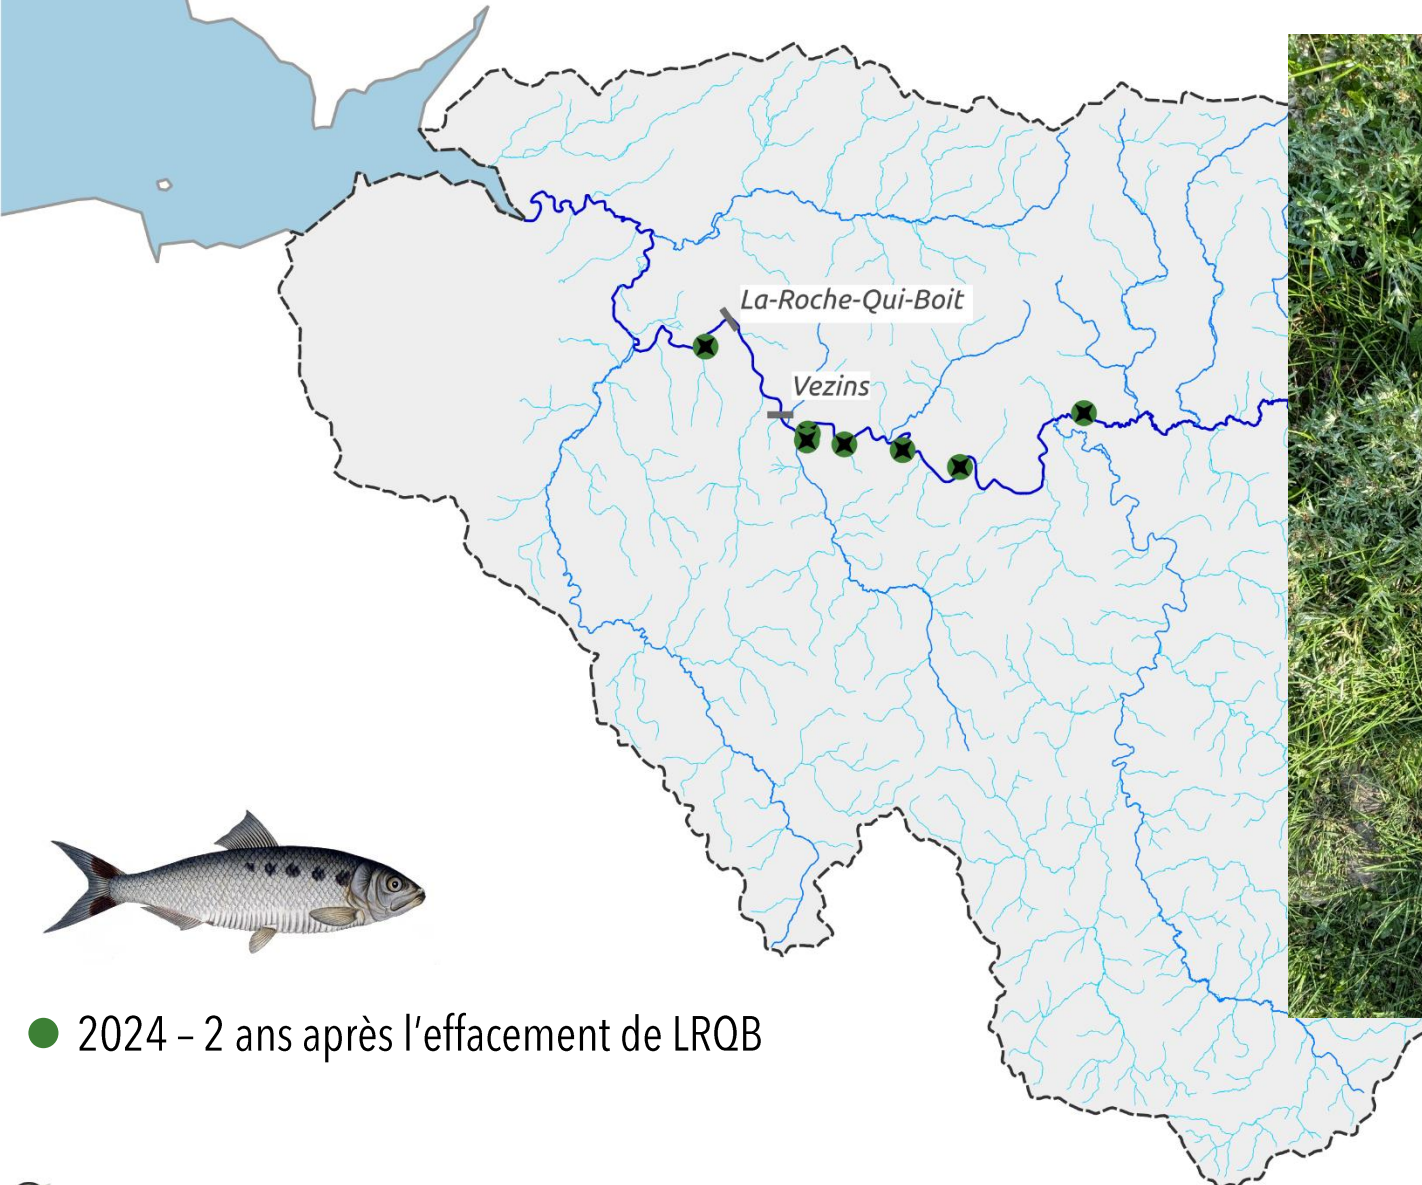 La-Roche-Qui-Boit
Vezins
2024 – 2 ans après l’effacement de LRQB